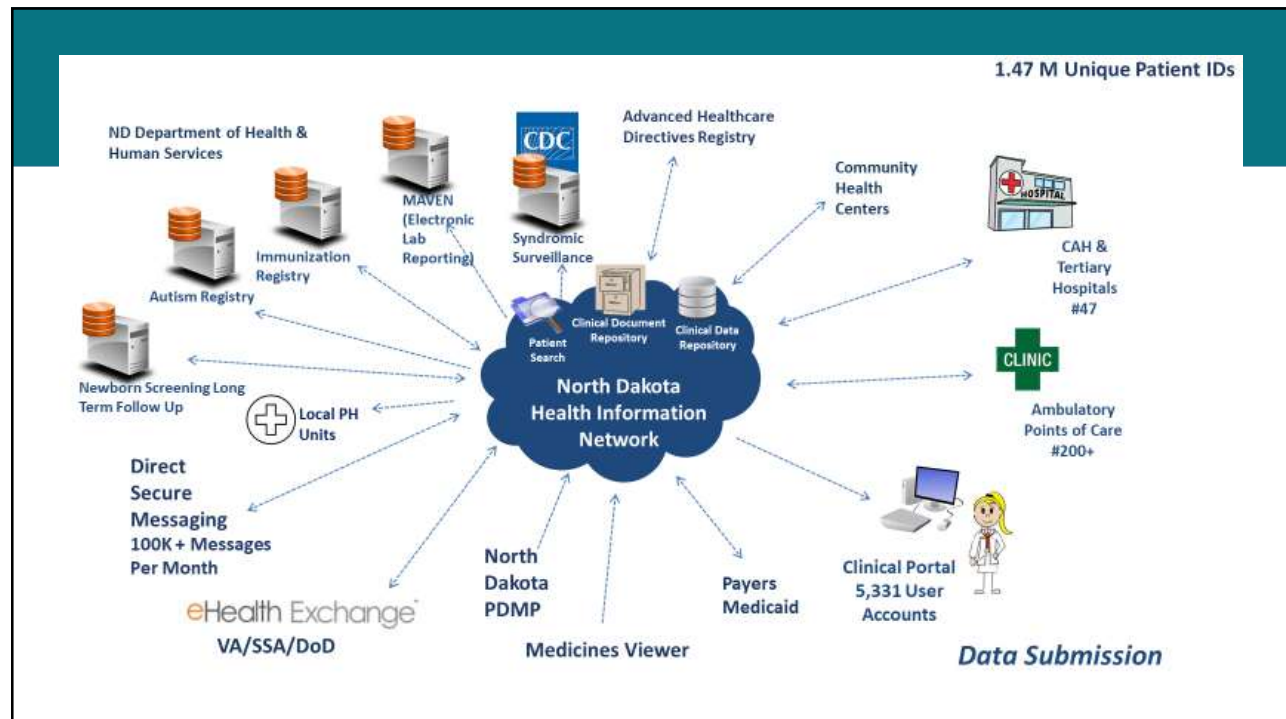 1.47 M Unique Patient IDs
ND Department of Health &
Human Services
CDC
Advanced Healthcare
Directives Registry
Community
Health
Centers
HOSPITAL
CAH &
Tertiary
Hospitals
#47
MAVEN
(Electronic
Lab
Reporting)
Syndromic
Surveillance
Immunization
Registry
Autism Registry
Newborn Screening Long
Term Follow Up
Patient
Search
Clinical Document
Repository
Clinical Data
Repository
North Dakota
Health Information
Network
CLINIC
Ambulatory
Points of Care
#200+
Local PH
Units
Direct
Secure
Messaging
100K + Messages
Per Month
eHealth Exchange™
VA/SSA/DoD
North
Dakota
PDMP
Medicines Viewer
Payers
Medicaid
Clinical Portal
5,331 User
Accounts
Data Submission